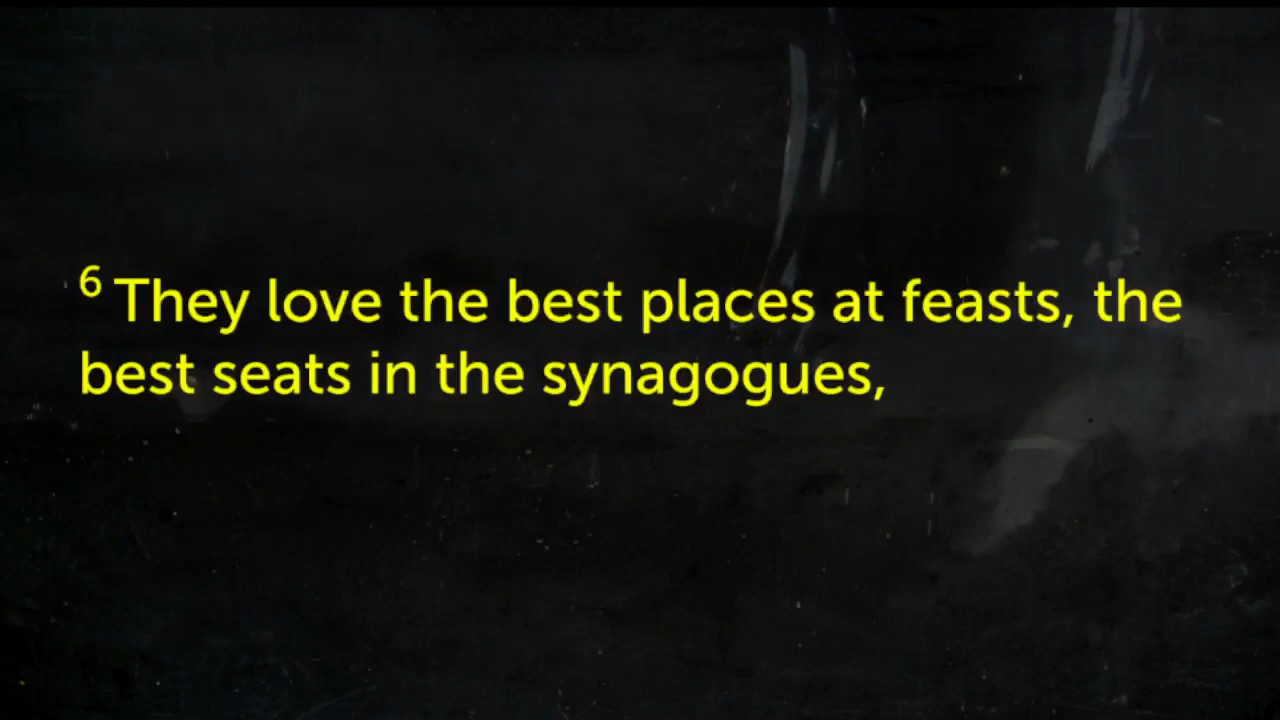 6 They love the best places at feasts, the
best seats in the synagogues,